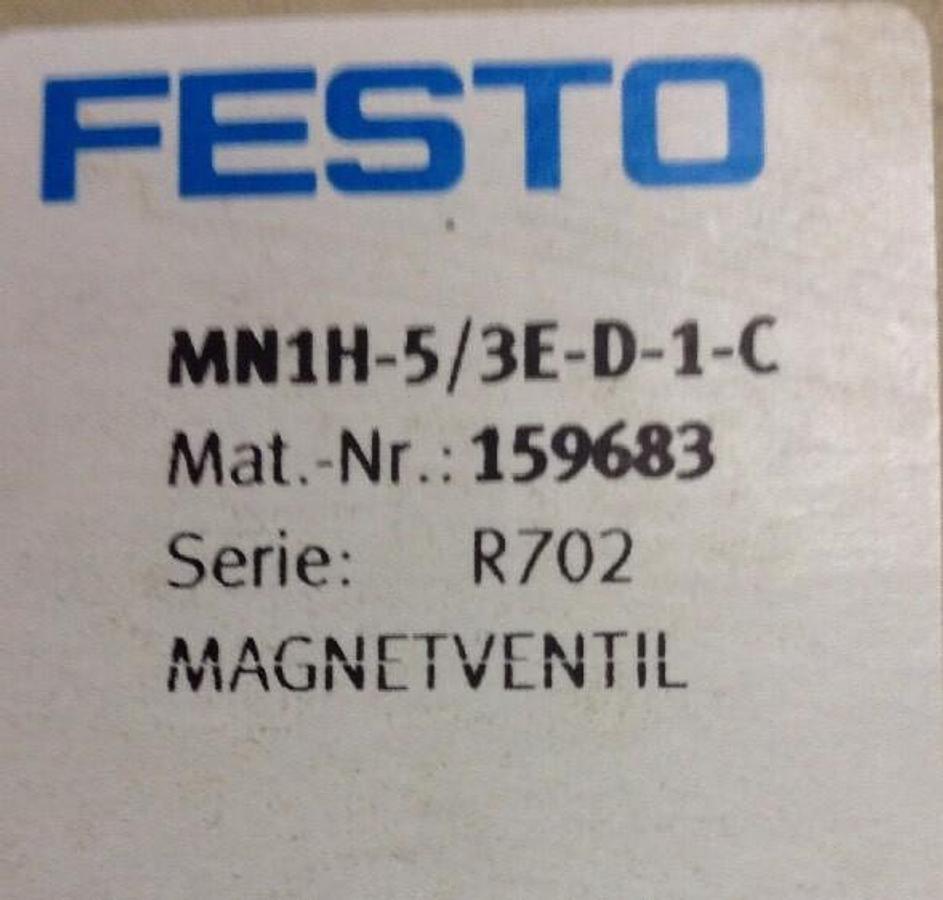 FESTO
MN1H-5/3E-D-1-C
Mat.-Nr.: 159683
Serie: R702
MAGNETVENTIL